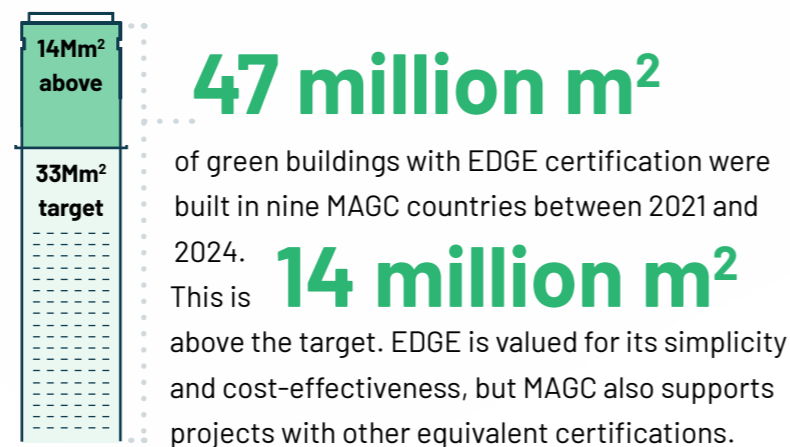 14Mm²
above
33Mm²
target
47 million m²
of green buildings with EDGE certification were
built in nine MAGC countries between 2021 and
2024.
This is 14 million m²
above the target. EDGE is valued for its simplicity
and cost-effectiveness, but MAGC also supports
projects with other equivalent certifications.